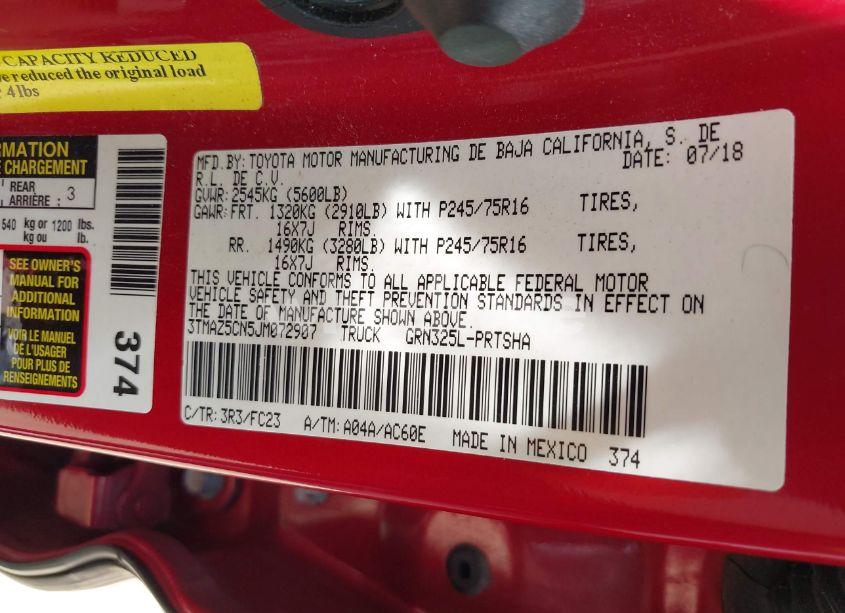 CAPACITY REDUCED
reduced the original load
4lbs
RMATION
E CHARGEMENT
REAR
ARRIÈRE : 3
540 kg or 1200 lbs.
kg ou lb.
SEE OWNER'S
MANUAL FOR
ADDITIONAL
INFORMATION
VOIR LE MANUEL
DE L'USAGER
POUR PLUS DE
RENSEIGNEMENTS
374
MFD.BY:TOYOTA MOTOR MANUFACTURING DE BAJA CALIFORNIA, S. DE
R.L. DE C.V. DATE: 07/18
GVWR:2545KG (5600LB)
GAWR:FRT. 1320KG (2910LB) WITH P245/75R16 TIRES,
16X7J RIMS.
RR. 1490KG (3280LB) WITH P245/75R16 TIRES,
16X7J RIMS.
THIS VEHICLE CONFORMS TO ALL APPLICABLE FEDERAL MOTOR
VEHICLE SAFETY AND THEFT PREVENTION STANDARDS IN EFFECT ON
THE DATE OF MANUFACTURE SHOWN ABOVE.
3TMAZ5CN5JM072907 TRUCK GRN325L-PRTSHA
C/TR:3R3/FC23 A/TM:A04A/AC60E MADE IN MEXICO 374